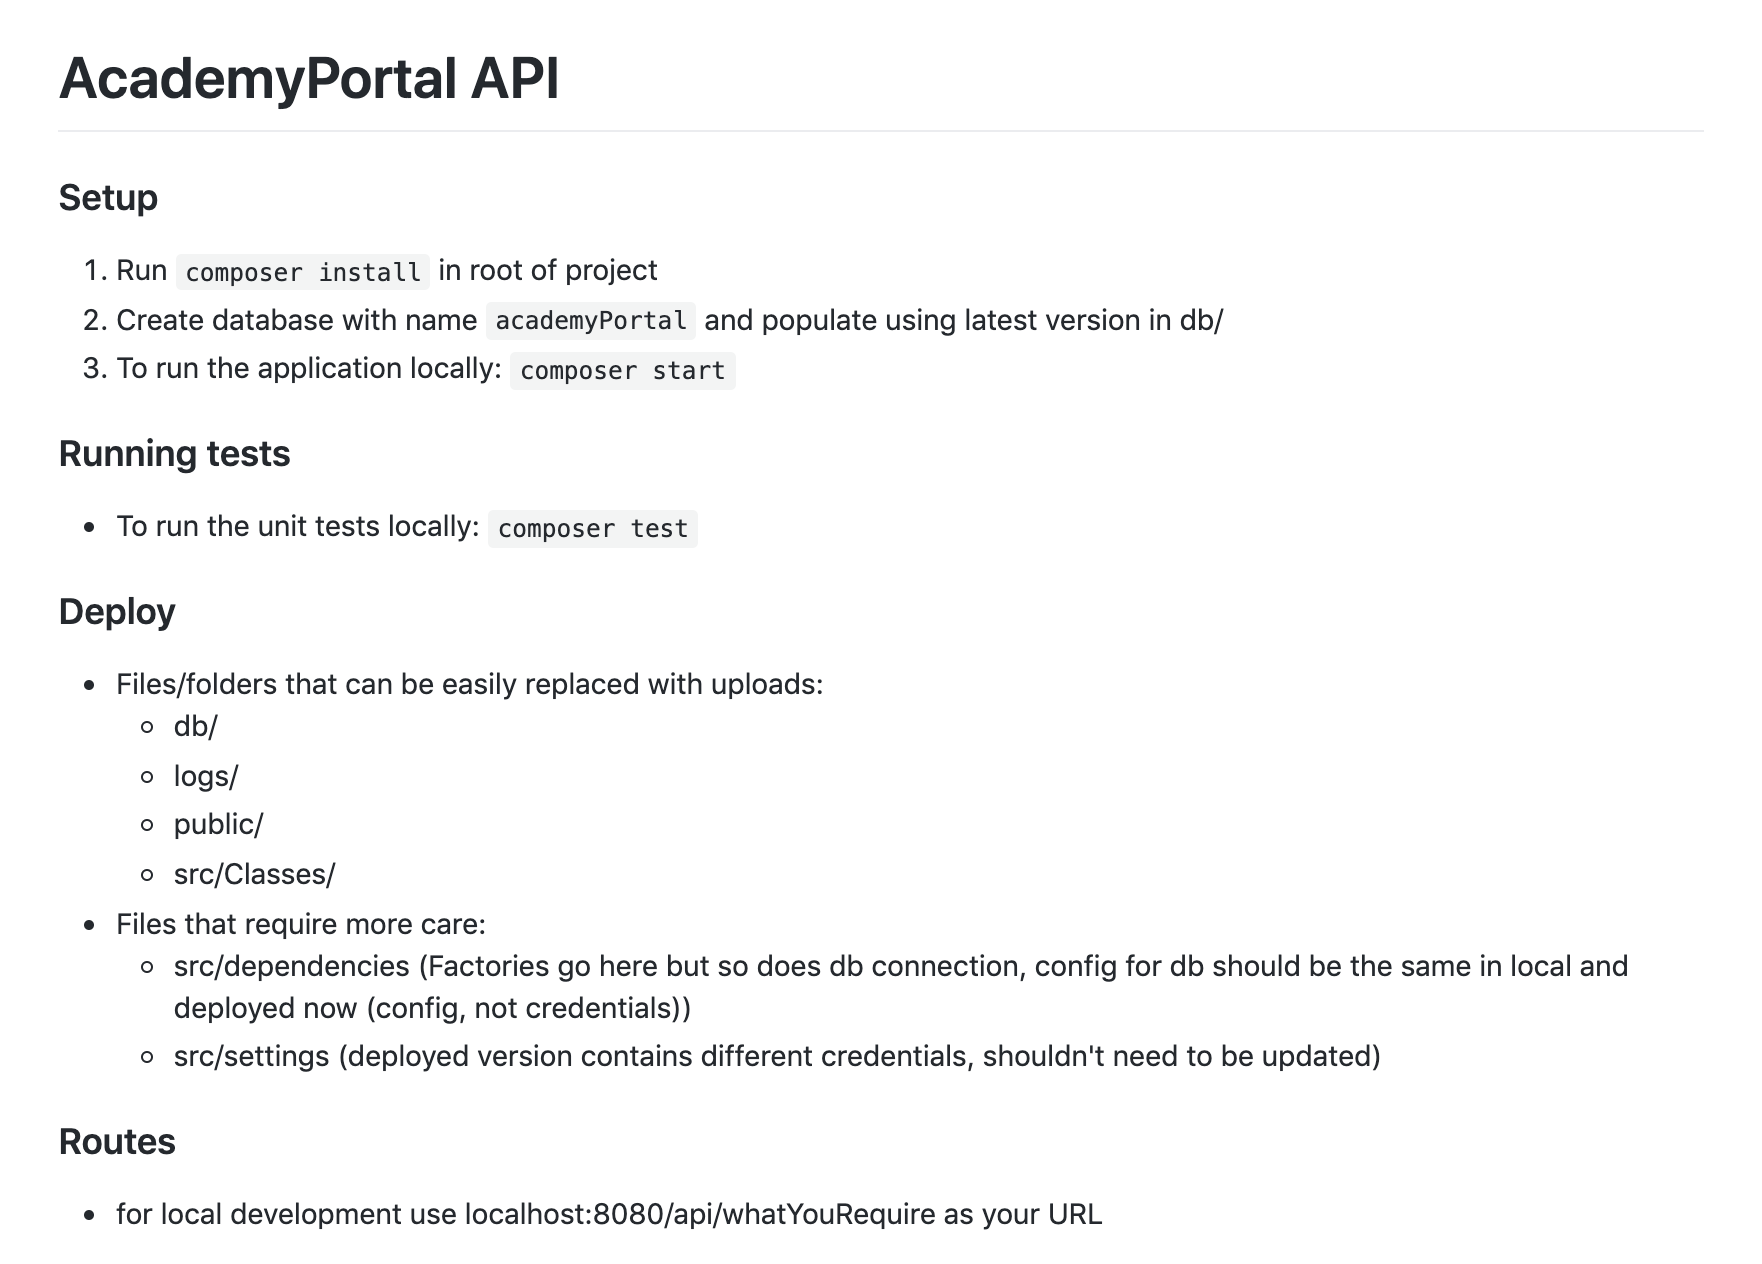 AcademyPortal API
Setup
1. Run composer install in root of project
2. Create database with name academyPortal and populate using latest version in db/
3. To run the application locally: composer start
Running tests
• To run the unit tests locally: composer test
Deploy
• Files/folders that can be easily replaced with uploads:
◦ db/
◦ logs/
◦ public/
◦ src/Classes/
• Files that require more care:
◦ src/dependencies (Factories go here but so does db connection, config for db should be the same in local and
deployed now (config, not credentials))
◦ src/settings (deployed version contains different credentials, shouldn't need to be updated)
Routes
• for local development use localhost:8080/api/whatYouRequire as your URL